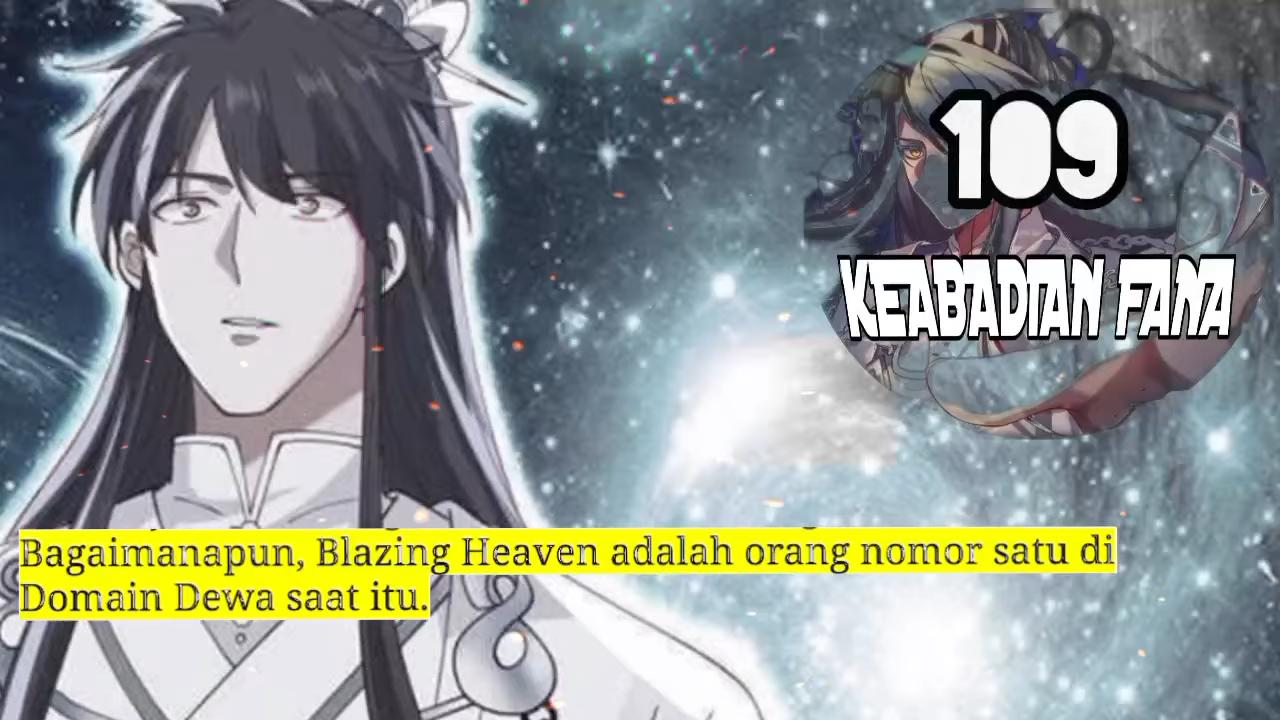 109
KEABADIAN FANA
Bagaimanapun, Blazing Heaven adalah orang nomor satu di
Domain Dewa saat itu.